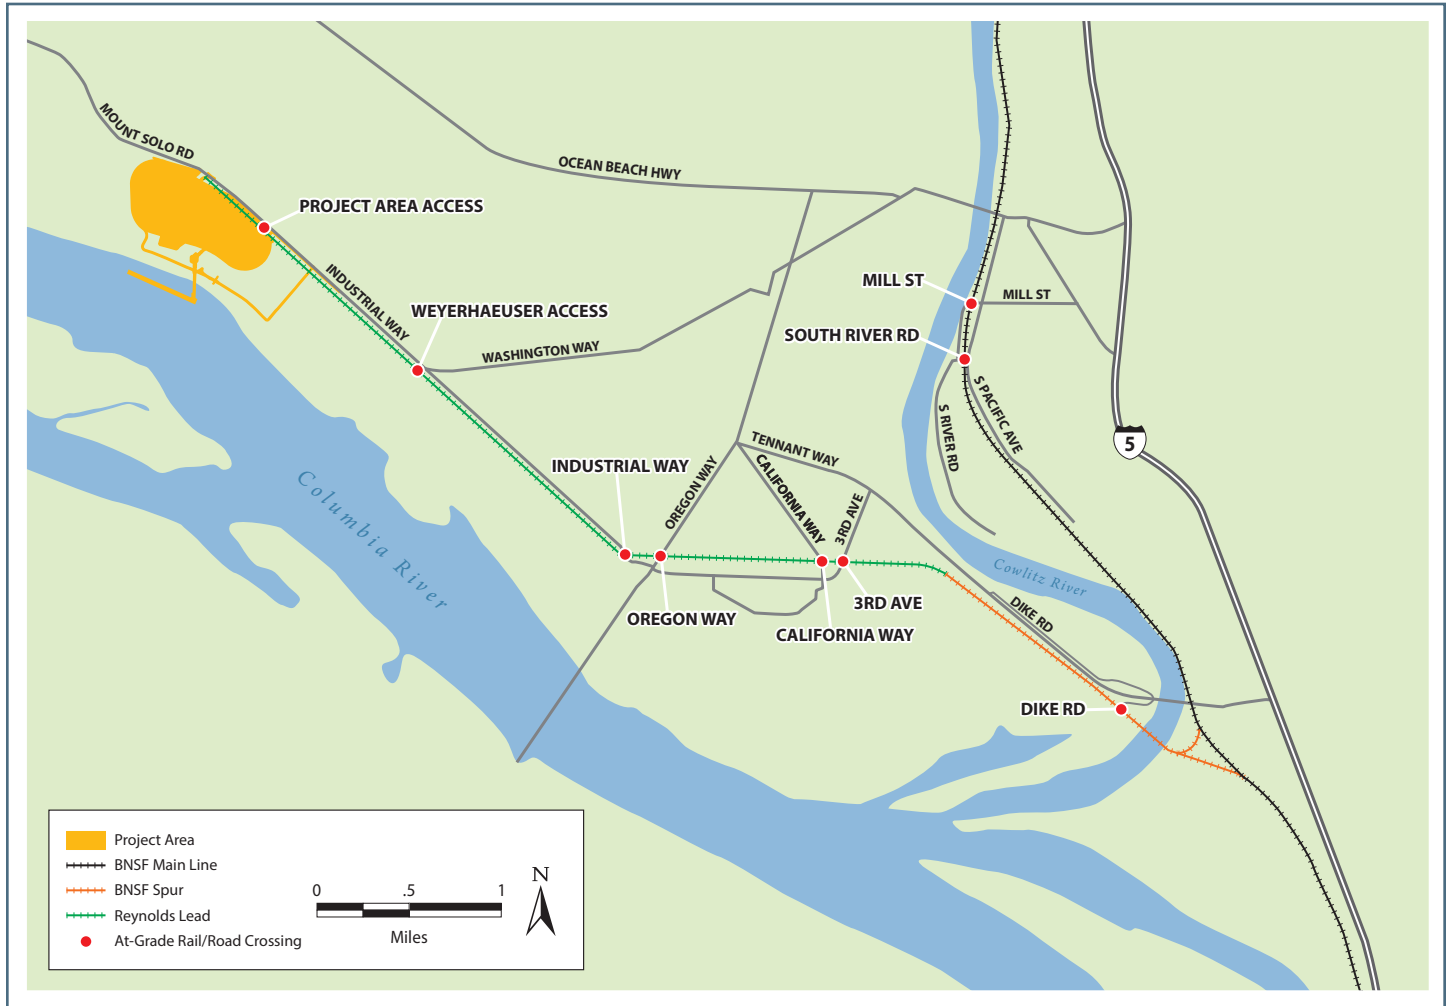 MOUNT SOLO RD
OCEAN BEACH HWY
PROJECT AREA ACCESS
INDUSTRIAL WAY
MILL ST
MILL ST
WEYERHAEUSER ACCESS
SOUTH RIVER RD
WASHINGTON WAY
S PACIFIC AVE
S RIVER RD
5
TENNANT WAY
INDUSTRIAL WAY
OREGON WAY
CALIFORNIA WAY
3RD AVE
Columbia River
Cowlitz River
3RD AVE
DIKE RD
OREGON WAY
CALIFORNIA WAY
DIKE RD
Project Area
BNSF Main Line
BNSF Spur
Reynolds Lead
At-Grade Rail/Road Crossing
0 .5 1
Miles
N